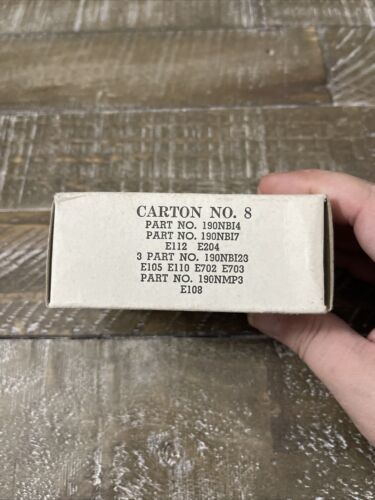 CARTON NO. 8
PART NO. 190NBI4
PART NO. 190NBI7
E112 E204
3 PART NO. 190NBI23
E105 E110 E702 E703
PART NO. 190NMP3
E108